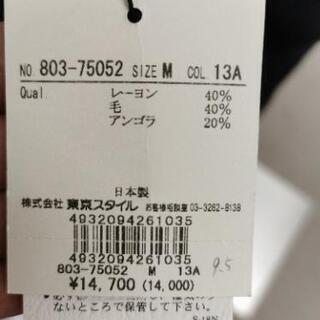 NO. 803-75052 SIZE M COL. 13A
Qual レーヨン 40%
毛 40%
アンゴラ 20%
日本製
株式会社 東京スタイル お客様相談室 03-3262-8138
4932094261035
4932094261035
803-75052 M 13A
9.5
¥14,700 (14,000)
ないところで保管して下さい。